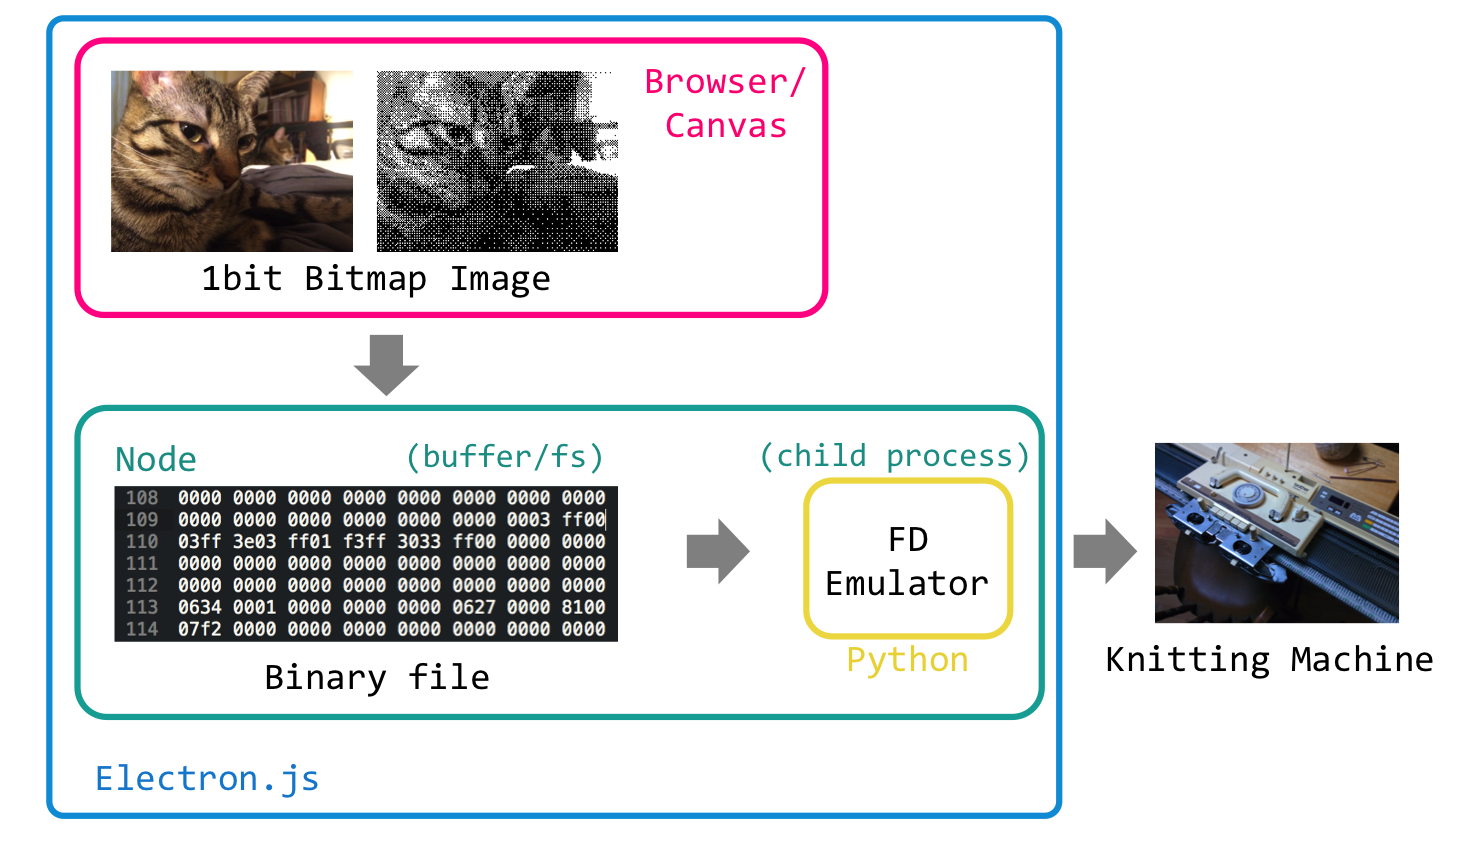 Browser/
Canvas
1bit Bitmap Image
Node
(buffer/fs)
(child process)
108 0000 0000 0000 0000 0000 0000 0000 0000
109 0000 0000 0000 0000 0000 0000 0003 ff00
110 03ff 3e03 ff01 f3ff 3033 ff00 0000 0000
111 0000 0000 0000 0000 0000 0000 0000 0000
112 0000 0000 0000 0000 0000 0000 0000 0000
113 0634 0001 0000 0000 0000 0627 0000 8100
114 07f2 0000 0000 0000 0000 0000 0000 0000
Binary file
FD
Emulator
Python
Knitting Machine
Electron.js